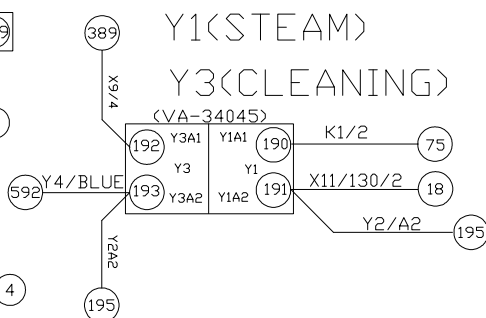 9
389
Y1(STEAM)
Y3(CLEANING)
X9/4
(VA-34045)
192
Y3A1
Y1A1
190
K1/2
75
Y3
Y1
592
Y4/BLUE
193
Y3A2
Y1A2
191
X11/130/2
18
Y2A2
Y2/A2
195
4
195